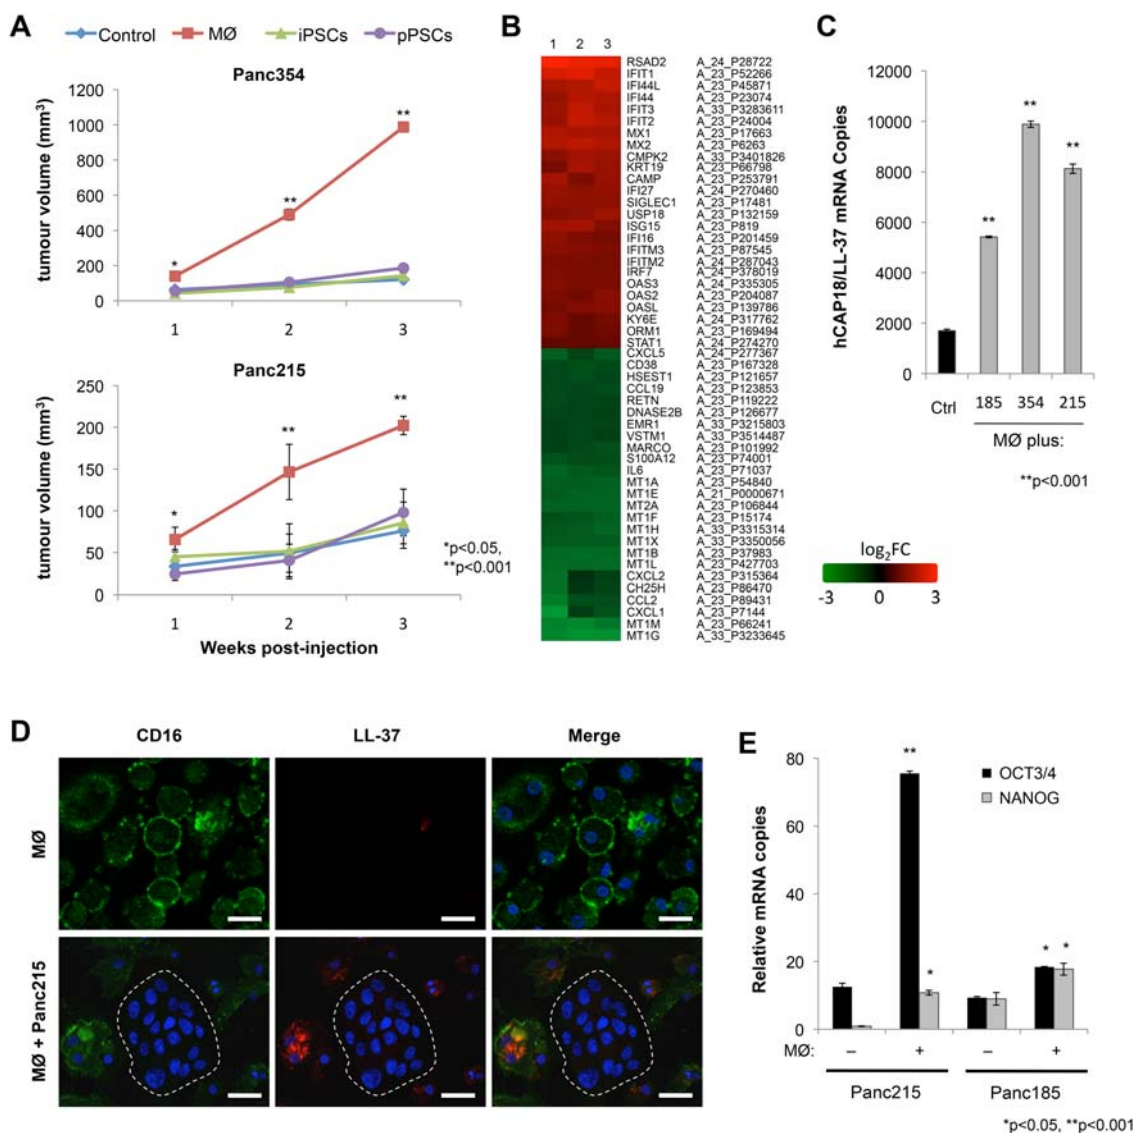 A
Control MØ iPSCs pPSCs
Panc354
tumour volume (mm³)
1200
1000
800
600
400
200
0
* ** **
1 2 3
Panc215
tumour volume (mm³)
250
200
150
100
50
0
* ** **
*p<0.05,
**p<0.001
1 2 3
Weeks post-injection
B
1 2 3
RSAD2 A_24_P28722
IFIT1 A_23_P52266
IFI44L A_23_P45871
IFI44 A_23_P23074
IFIT3 A_33_P3283611
IFIT2 A_23_P24004
MX1 A_23_P17663
MX2 A_23_P6263
CMPK2 A_33_P3401826
KRT19 A_23_P66798
CAMP A_23_P253791
IFI27 A_24_P270460
SIGLEC1 A_23_P17481
USP18 A_23_P132159
ISG15 A_23_P819
IFI16 A_23_P201459
IFITM3 A_23_P87545
IFITM2 A_24_P287043
IRF7 A_24_P378019
OAS3 A_24_P335305
OAS2 A_23_P204087
OASL A_23_P139786
KY6E A_24_P317762
ORM1 A_23_P169494
STAT1 A_24_P274270
CXCL5 A_24_P277367
CD38 A_23_P167328
HSEST1 A_23_P121657
CCL19 A_23_P123853
RETN A_23_P119222
DNASE2B A_23_P126677
EMR1 A_33_P3215803
VSTM1 A_33_P3514487
MARCO A_23_P101992
S100A12 A_23_P74001
IL6 A_23_P71037
MT1A A_23_P54840
MT1E A_21_P0000671
MT2A A_23_P106844
MT1F A_23_P15174
MT1H A_33_P3315314
MT1X A_33_P3350056
MT1B A_23_P37983
MT1L A_23_P427703
CXCL2 A_23_P315364
CH25H A_23_P86470
CCL2 A_23_P89431
CXCL1 A_23_P7144
MT1M A_23_P66241
MT1G A_33_P3233645
C
hCAP18/LL-37 mRNA Copies
12000
10000
8000
6000
4000
2000
0
** ** **
Ctrl 185 354 215
MØ plus:
**p<0.001
log₂FC
-3 0 3
D
CD16 LL-37 Merge
MØ
MØ + Panc215
E
Relative mRNA copies
80
60
40
20
0
OCT3/4
NANOG
** * * *
MØ: – + – +
Panc215 Panc185
*p<0.05, **p<0.001